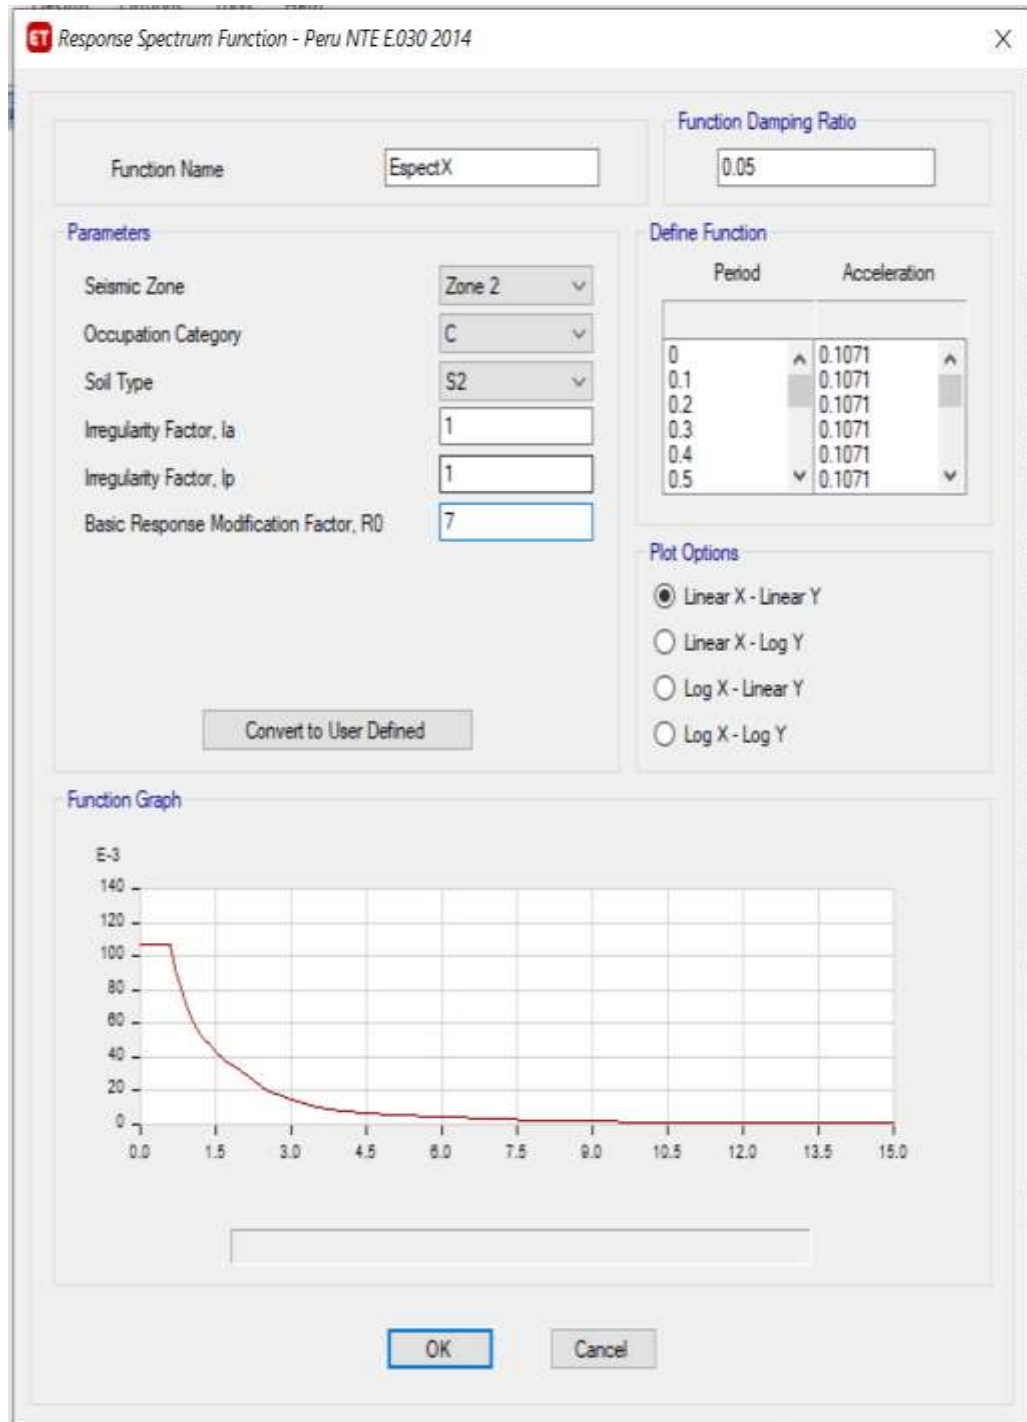 ET Response Spectrum Function - Peru NTE E.030 2014
Function Name
EspectX
Function Damping Ratio
0.05
Parameters
Seismic Zone
Zone 2
Occupation Category
C
Soil Type
S2
Irregularity Factor, Ia
1
Irregularity Factor, Ip
1
Basic Response Modification Factor, R0
7
Convert to User Defined
Define Function
Period Acceleration
0 0.1071
0.1 0.1071
0.2 0.1071
0.3 0.1071
0.4 0.1071
0.5 0.1071
Plot Options
Linear X - Linear Y
Linear X - Log Y
Log X - Linear Y
Log X - Log Y
Function Graph
E-3
140
120
100
80
60
40
20
0
0.0 1.5 3.0 4.5 6.0 7.5 9.0 10.5 12.0 13.5 15.0
OK Cancel